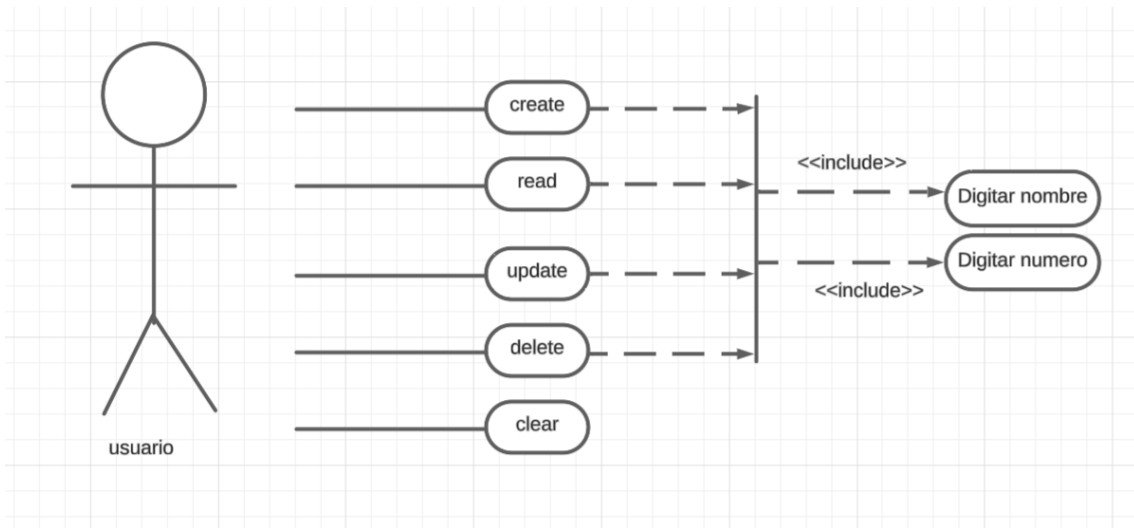 create
<<include>>
read
Digitar nombre
update
Digitar numero
<<include>>
delete
clear
usuario